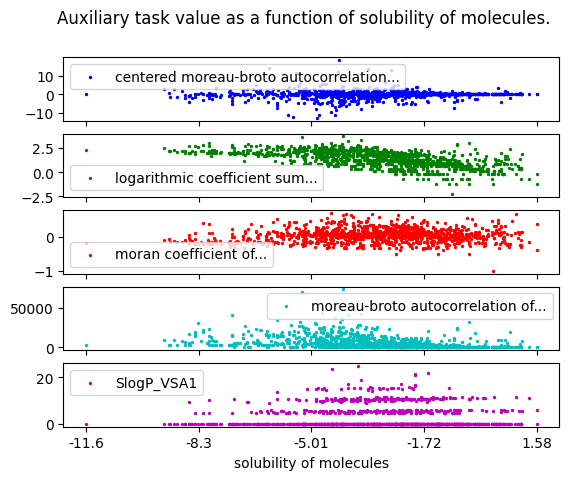 Auxiliary task value as a function of solubility of molecules.
10
0
−10
centered moreau-broto autocorrelation...
2.5
0.0
−2.5
logarithmic coefficient sum...
0
−1
moran coefficient of...
50000
0
moreau-broto autocorrelation of...
20
0
SlogP_VSA1
-11.6 -8.3 -5.01 -1.72 1.58
solubility of molecules